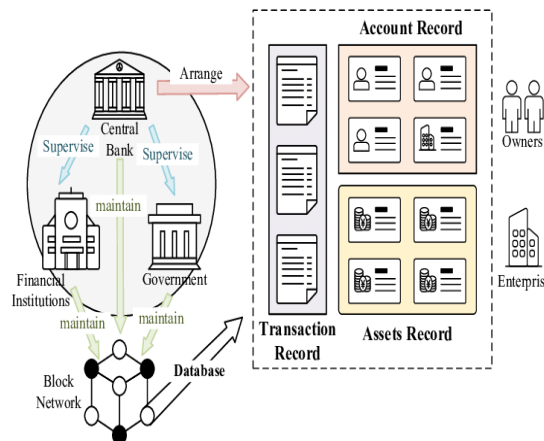 Account Record
Arrange
Central
Bank
Supervise
Supervise
maintain
Owners
Financial
Institutions
Government
Enterpris
maintain
maintain
Transaction
Record
Assets Record
Database
Block
Network